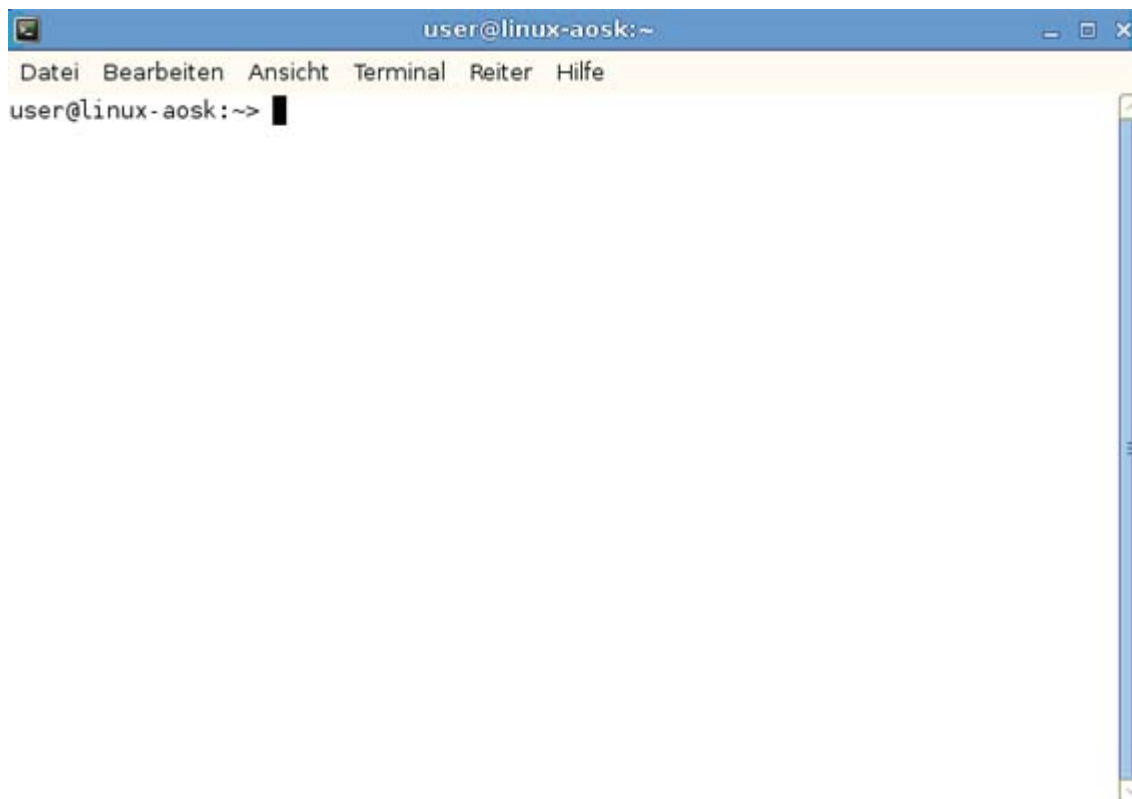 user@linux-aosk:~
Datei Bearbeiten Ansicht Terminal Reiter Hilfe
user@linux-aosk:~>